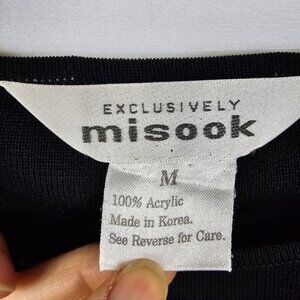 EXCLUSIVELY
misook
M
100% Acrylic
Made in Korea.
See Reverse for Care.